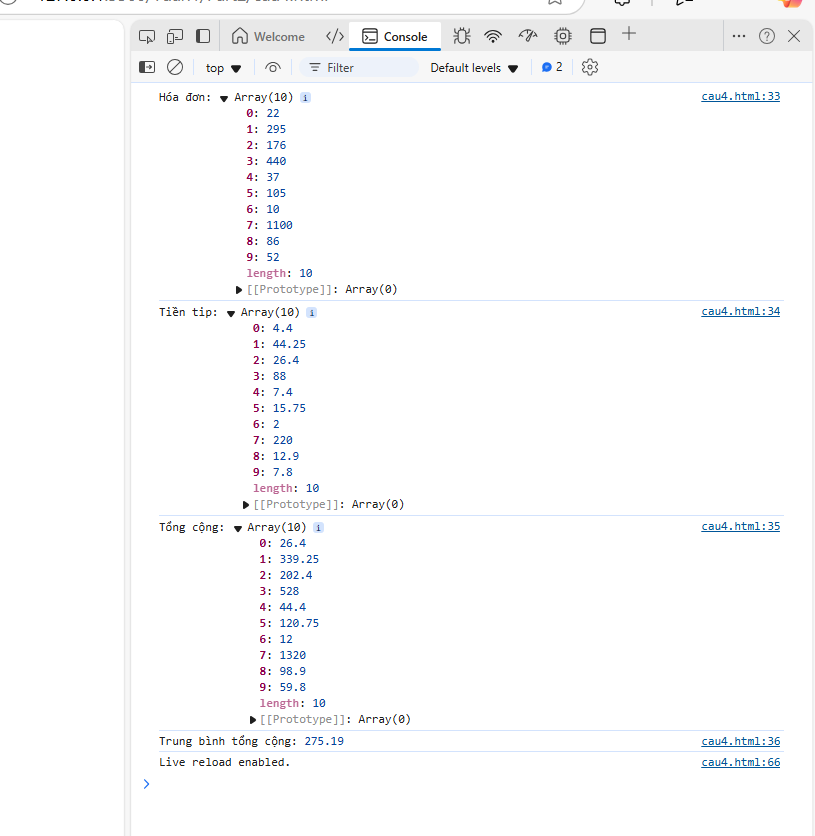 Welcome Console
top Filter Default levels 2
Hóa đơn: Array(10) i cau4.html:33
0: 22
1: 295
2: 176
3: 440
4: 37
5: 105
6: 10
7: 1100
8: 86
9: 52
length: 10
[[Prototype]]: Array(0)
Tiền tip: Array(10) i cau4.html:34
0: 4.4
1: 44.25
2: 26.4
3: 88
4: 7.4
5: 15.75
6: 2
7: 220
8: 12.9
9: 7.8
length: 10
[[Prototype]]: Array(0)
Tổng cộng: Array(10) i cau4.html:35
0: 26.4
1: 339.25
2: 202.4
3: 528
4: 44.4
5: 120.75
6: 12
7: 1320
8: 98.9
9: 59.8
length: 10
[[Prototype]]: Array(0)
Trung bình tổng cộng: 275.19 cau4.html:36
Live reload enabled. cau4.html:66